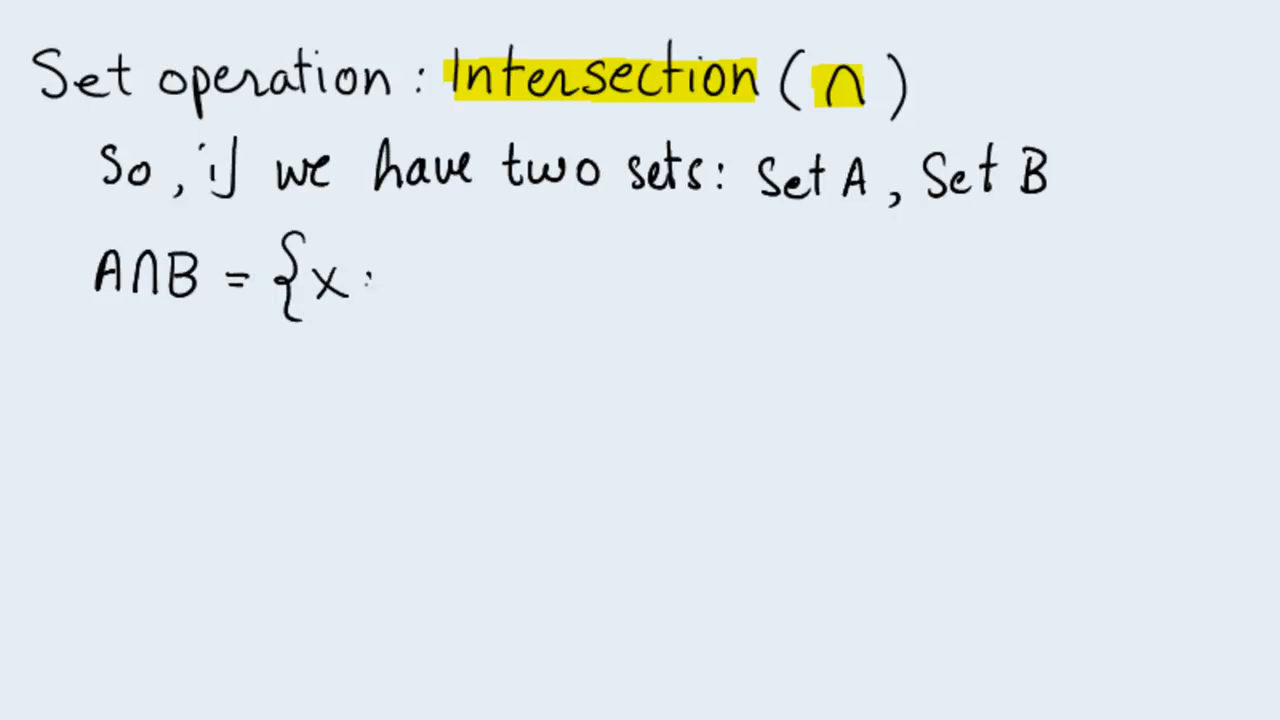 Set operation: Intersection (∩)
So, if we have two sets: Set A, Set B
A∩B = {x :